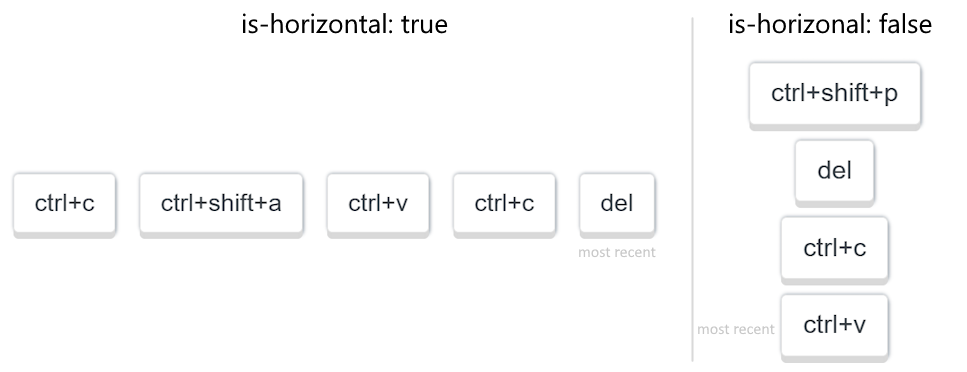 is-horizontal: true
ctrl+c
ctrl+shift+a
ctrl+v
ctrl+c
del
most recent
is-horizonal: false
ctrl+shift+p
del
ctrl+c
most recent
ctrl+v